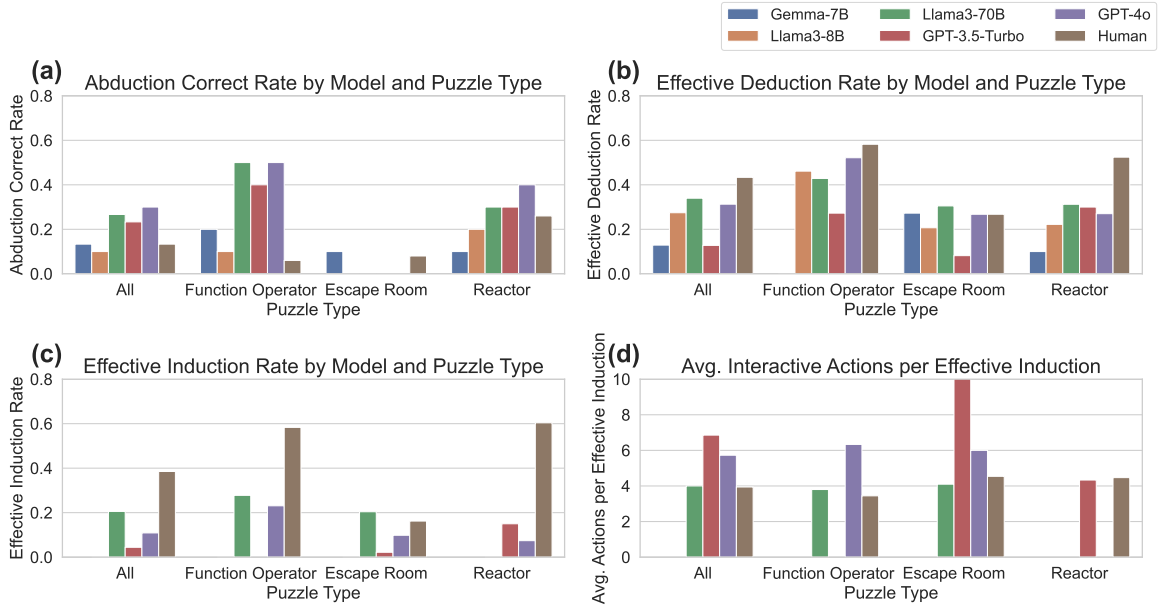 Gemma-7B Llama3-70B GPT-4o
Llama3-8B GPT-3.5-Turbo Human
(a)
Abduction Correct Rate by Model and Puzzle Type
Abduction Correct Rate
0.8
0.6
0.4
0.2
0.0
All Function Operator Escape Room Reactor
Puzzle Type
(b)
Effective Deduction Rate by Model and Puzzle Type
Effective Deduction Rate
0.8
0.6
0.4
0.2
0.0
All Function Operator Escape Room Reactor
Puzzle Type
(c)
Effective Induction Rate by Model and Puzzle Type
Effective Induction Rate
0.8
0.6
0.4
0.2
0.0
All Function Operator Escape Room Reactor
Puzzle Type
(d)
Avg. Interactive Actions per Effective Induction
Avg. Actions per Effective Induction
10
8
6
4
2
0
All Function Operator Escape Room Reactor
Puzzle Type